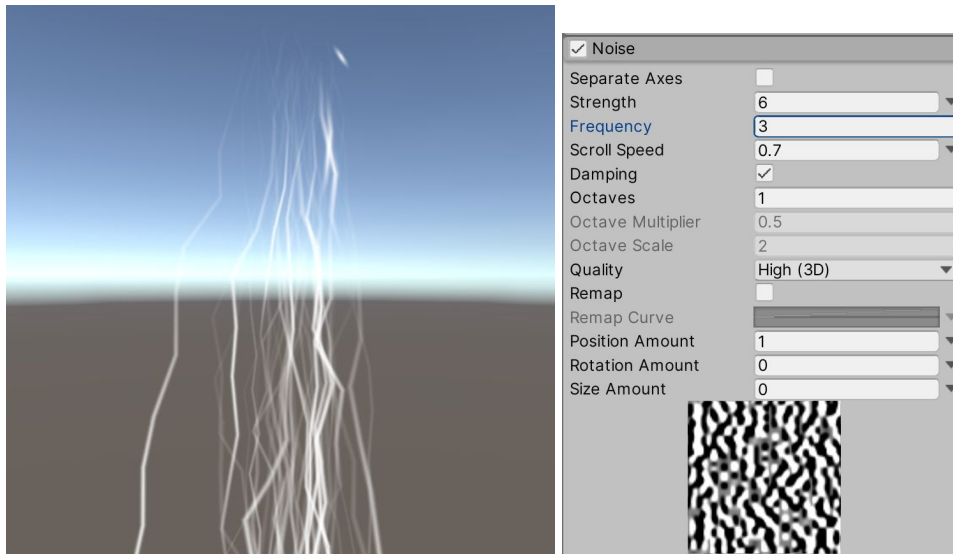 Noise
Separate Axes
Strength 6
Frequency 3
Scroll Speed 0.7
Damping
Octaves 1
Octave Multiplier 0.5
Octave Scale 2
Quality High (3D)
Remap
Remap Curve
Position Amount 1
Rotation Amount 0
Size Amount 0